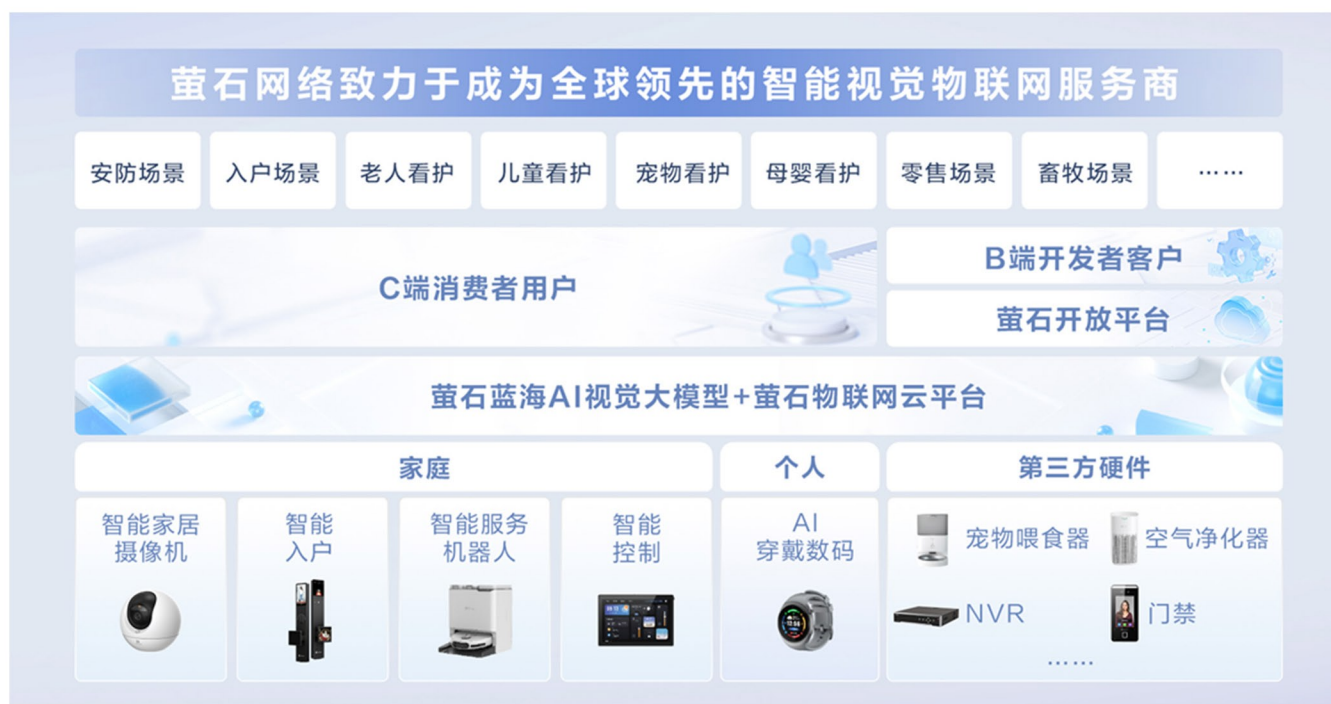 萤石网络致力于成为全球领先的智能视觉物联网服务商
安防场景
入户场景
老人看护
儿童看护
宠物看护
母婴看护
零售场景
畜牧场景
……
C端消费者用户
B端开发者客户
萤石开放平台
萤石蓝海AI视觉大模型+萤石物联网云平台
家庭
个人
第三方硬件
智能家居
摄像机
智能
入户
智能服务
机器人
智能
控制
AI
穿戴数码
宠物喂食器
空气净化器
NVR
门禁
……